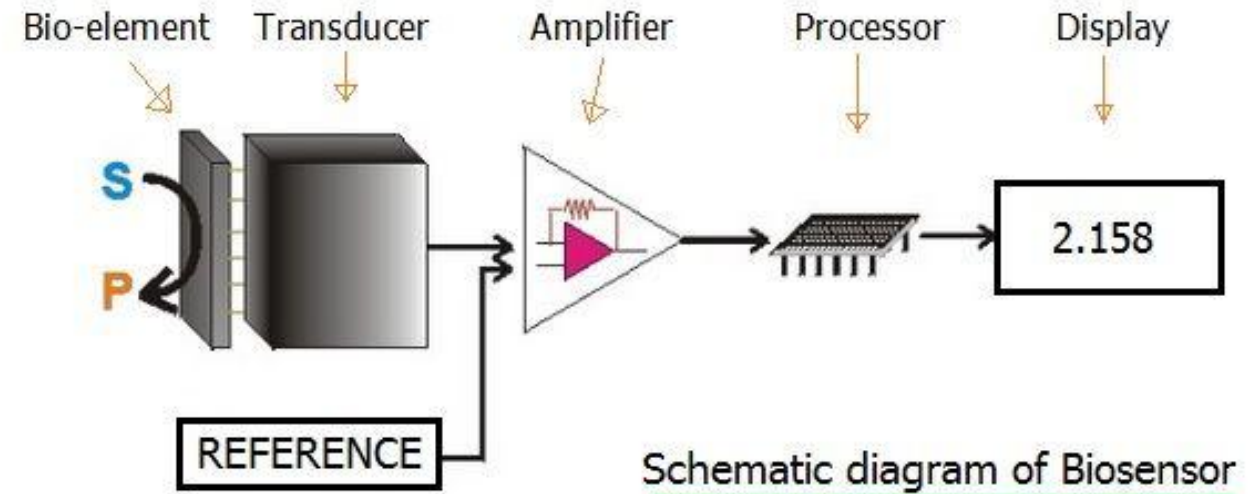 Bio-element Transducer Amplifier Processor Display
S
P
2.158
REFERENCE
Schematic diagram of Biosensor